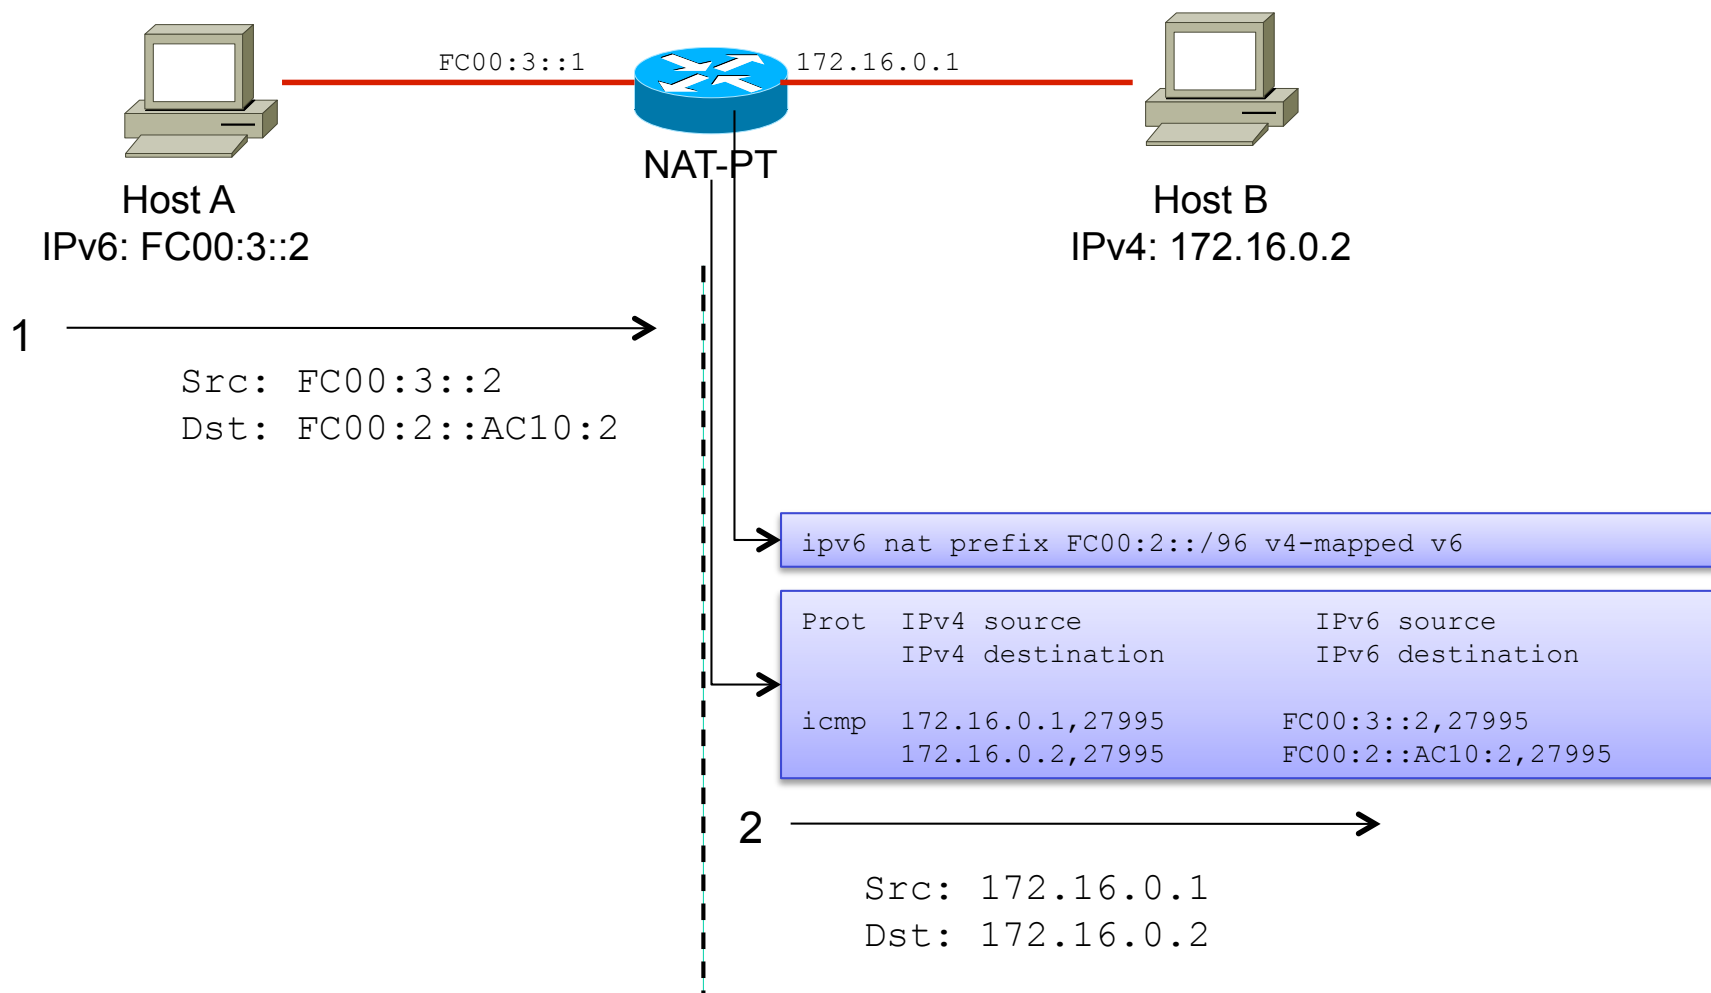 FC00:3::1
172.16.0.1
NAT-PT
Host A
IPv6: FC00:3::2
Host B
IPv4: 172.16.0.2
1
Src: FC00:3::2
Dst: FC00:2::AC10:2
ipv6 nat prefix FC00:2::/96 v4-mapped v6
Prot IPv4 source IPv6 source
IPv4 destination IPv6 destination
icmp 172.16.0.1,27995 FC00:3::2,27995
172.16.0.2,27995 FC00:2::AC10:2,27995
2
Src: 172.16.0.1
Dst: 172.16.0.2